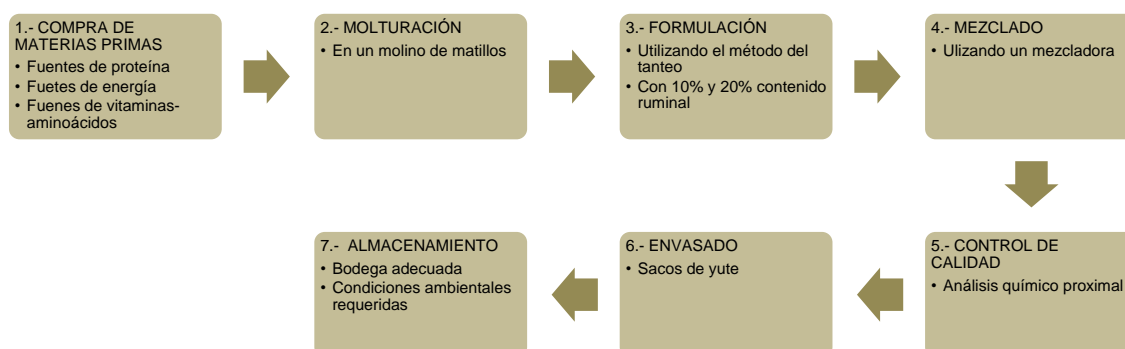 1.- COMPRA DE
MATERIAS PRIMAS
• Fuentes de proteína
• Fuetes de energía
• Fuenes de vitaminas-
aminoácidos
2.- MOLTURACIÓN
• En un molino de matillos
3.- FORMULACIÓN
• Utilizando el método del
tanteo
• Con 10% y 20% contenido
ruminal
4.- MEZCLADO
• Ulizando un mezcladora
5.- CONTROL DE
CALIDAD
• Análisis químico proximal
6.- ENVASADO
• Sacos de yute
7.- ALMACENAMIENTO
• Bodega adecuada
• Condiciones ambientales
requeridas